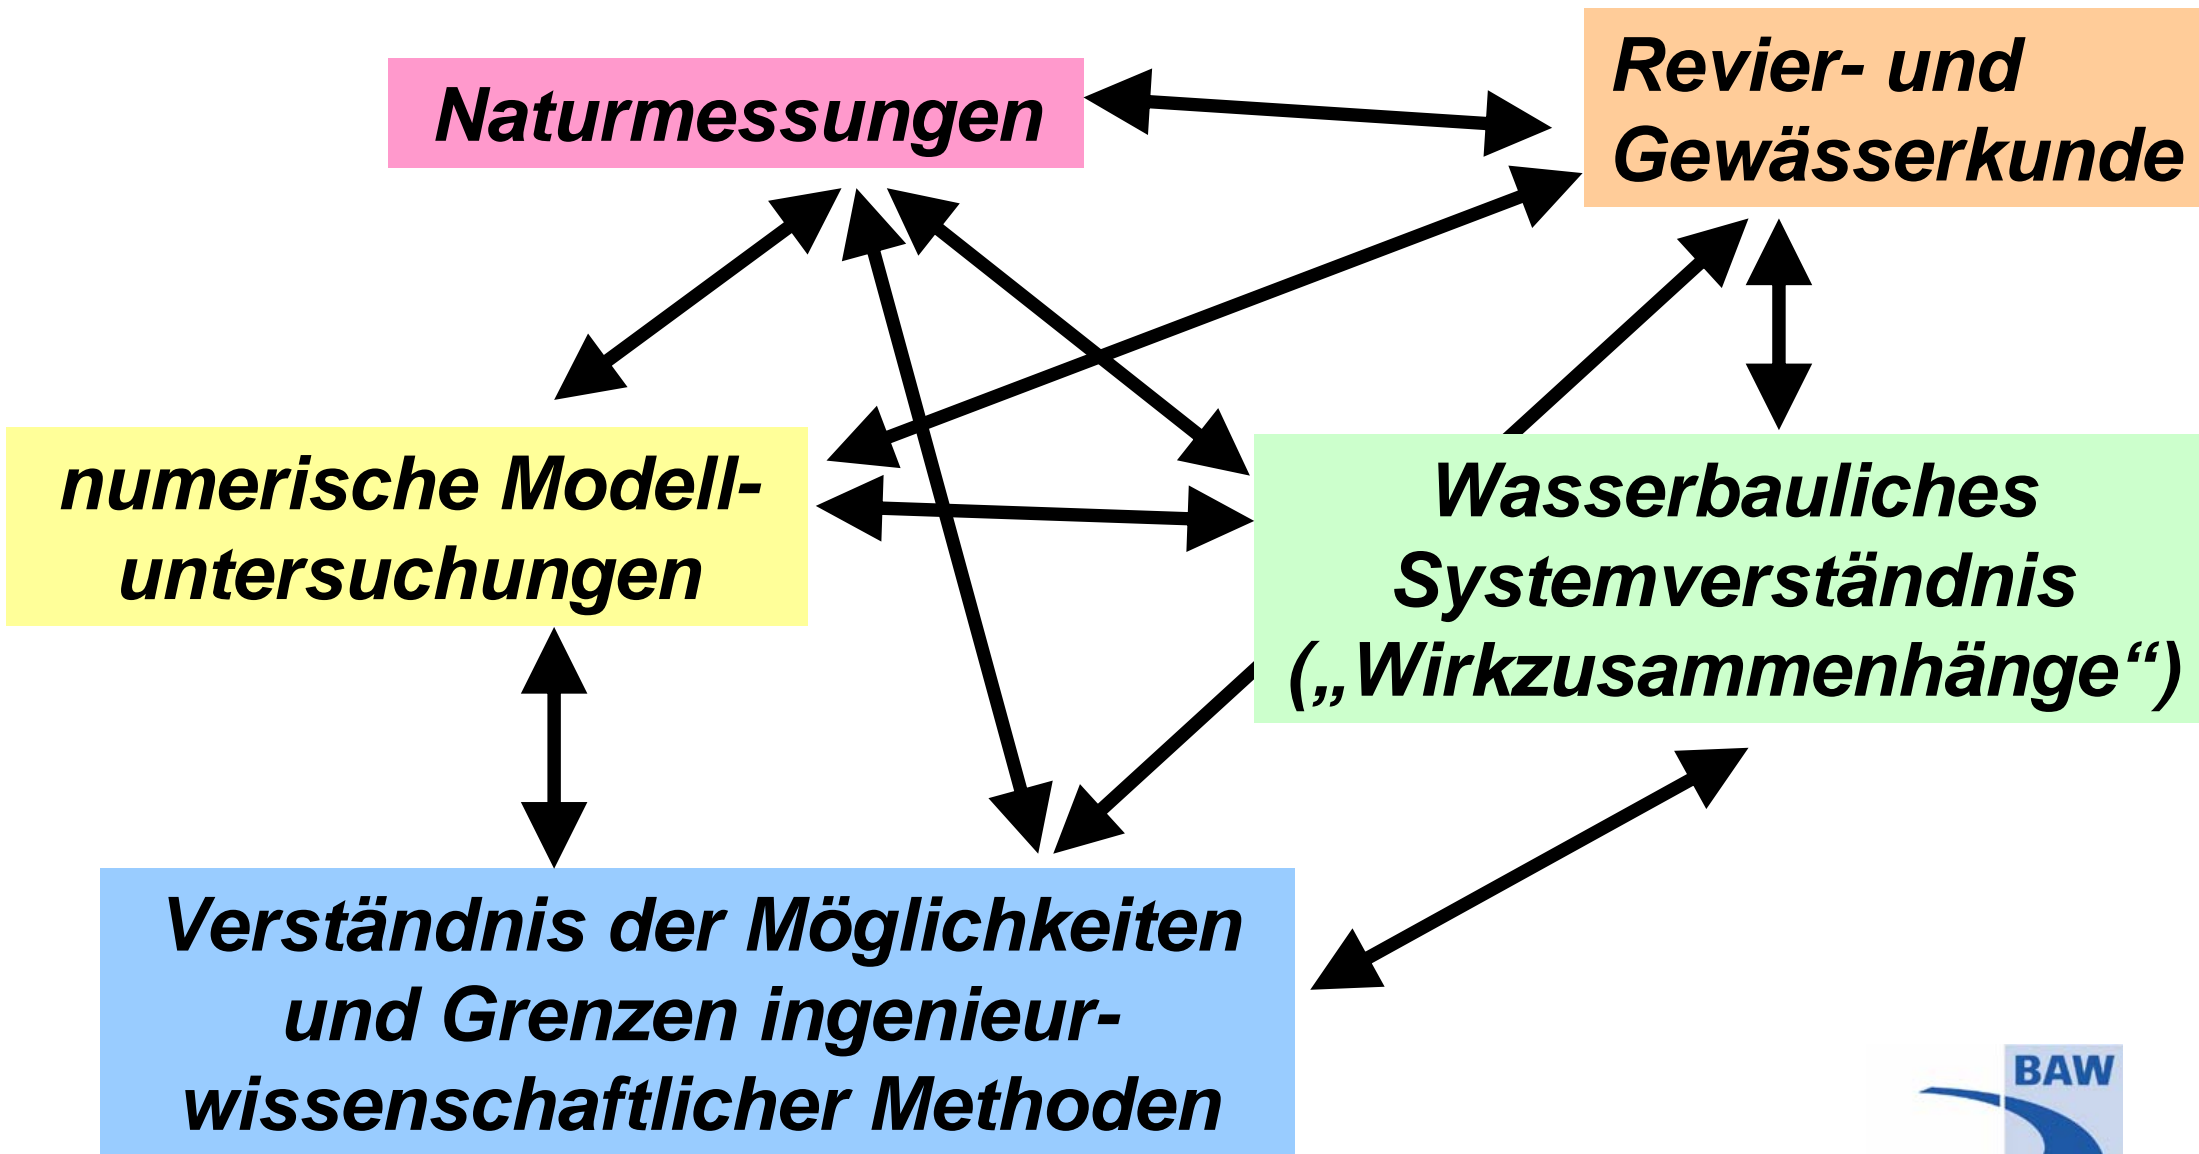 Naturmessungen
Revier- und
Gewässerkunde
numerische Modell-
untersuchungen
Wasserbauliches
Systemverständnis
(„Wirkzusammenhänge“)
Verständnis der Möglichkeiten
und Grenzen ingenieur-
wissenschaftlicher Methoden
BAW